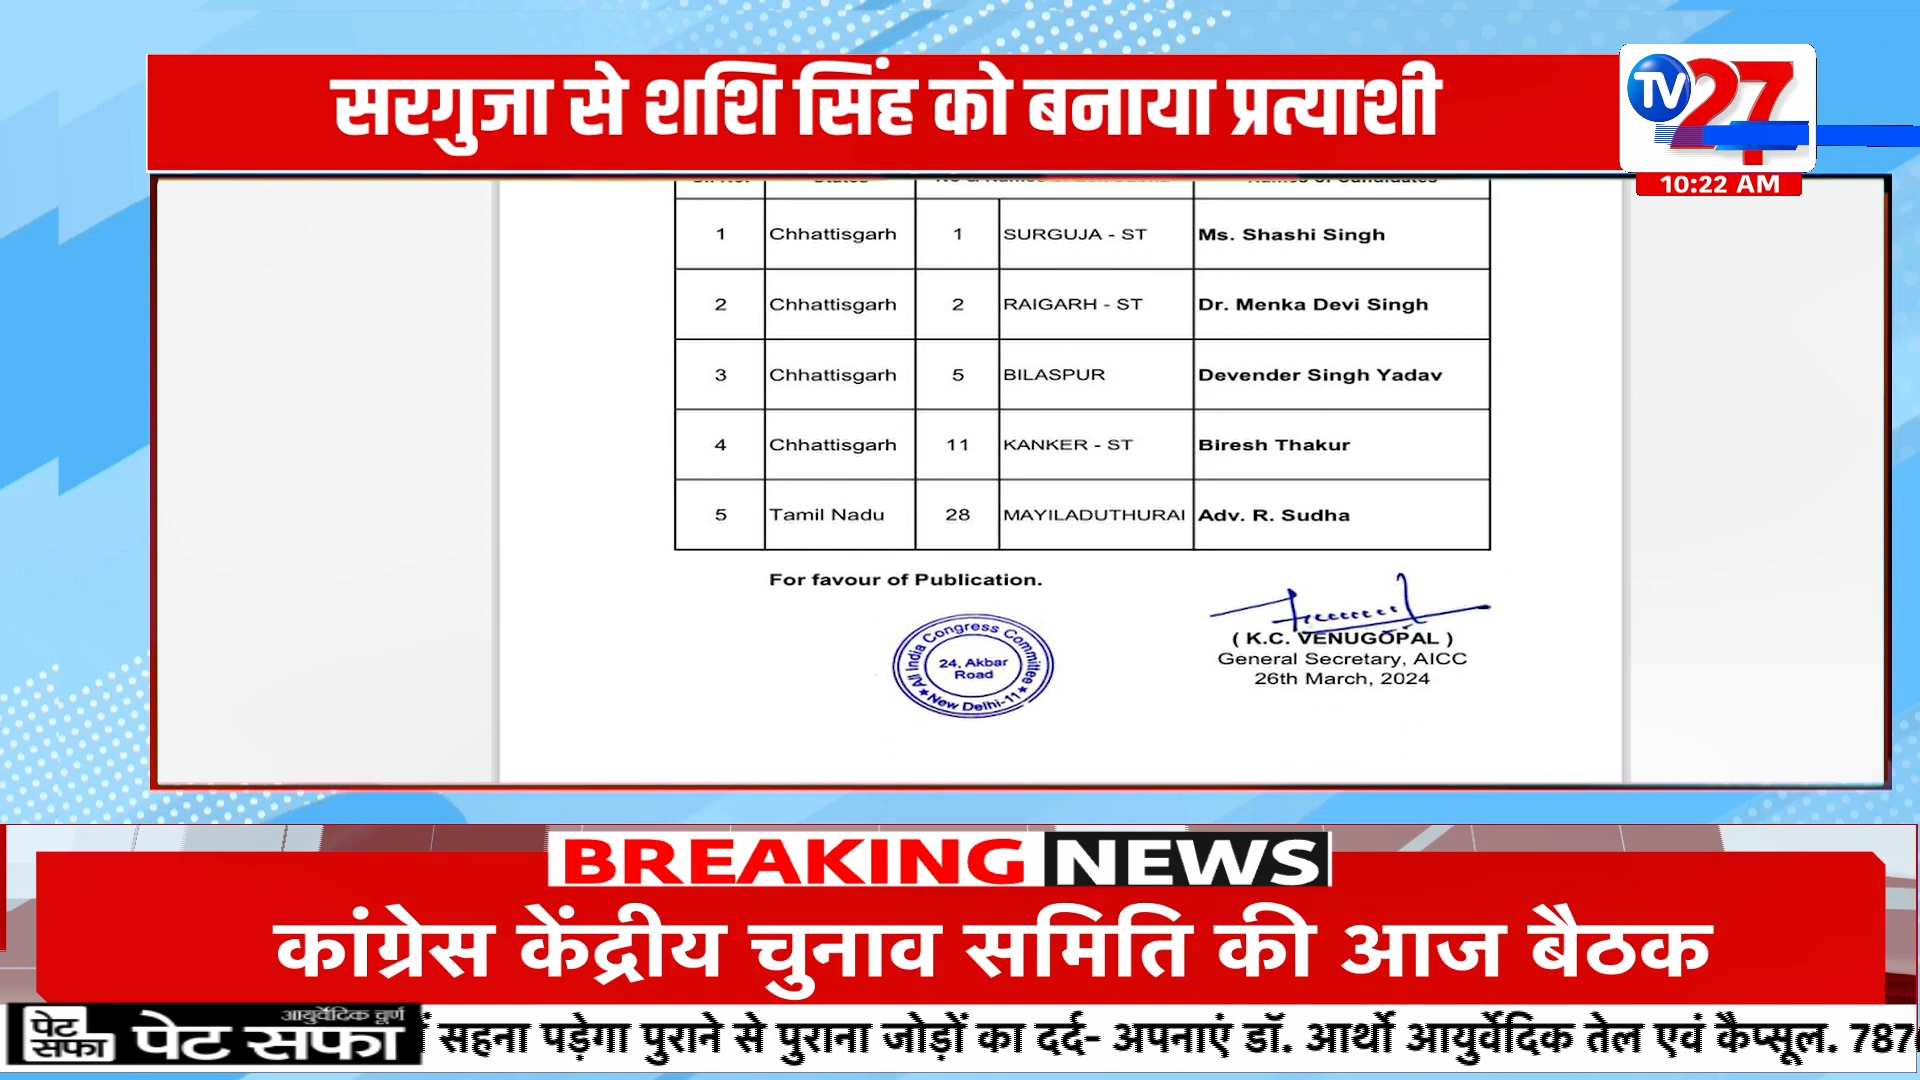 सरगुजा से शशि सिंह को बनाया प्रत्याशी
TV 27
10:22 AM
1 Chhattisgarh 1 SURGUJA - ST Ms. Shashi Singh
2 Chhattisgarh 2 RAIGARH - ST Dr. Menka Devi Singh
3 Chhattisgarh 5 BILASPUR Devender Singh Yadav
4 Chhattisgarh 11 KANKER - ST Biresh Thakur
5 Tamil Nadu 28 MAYILADUTHURAI Adv. R. Sudha
For favour of Publication.
All India Congress Committee
24, Akbar
Road
New Delhi-11
( K.C. VENUGOPAL )
General Secretary, AICC
26th March, 2024
BREAKING NEWS
कांग्रेस केंद्रीय चुनाव समिति की आज बैठक
पेट
सफा
आयुर्वेदिक चूर्ण
पेट सफा
सहना पड़ेगा पुराने से पुराना जोड़ों का दर्द- अपनाएं डॉ. आर्थो आयुर्वेदिक तेल एवं कैप्सूल. 787